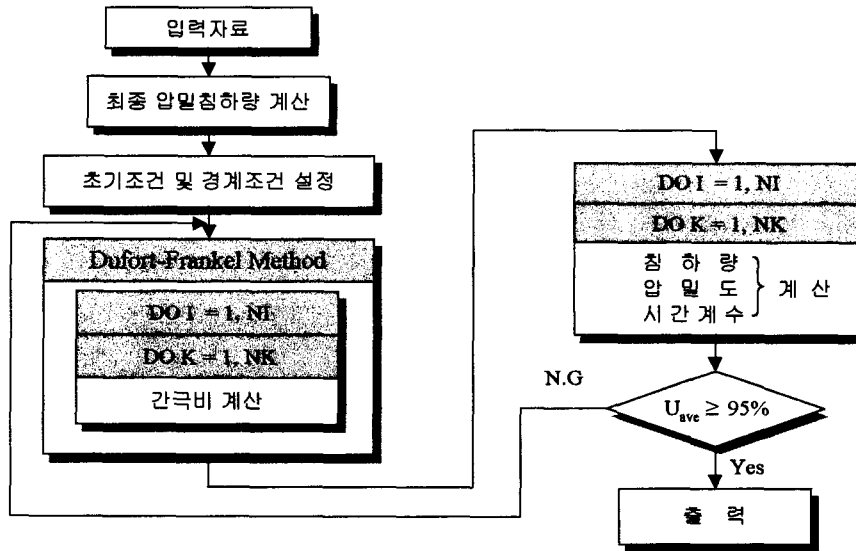 입력자료
최종 압밀침하량 계산
초기조건 및 경계조건 설정
Dufort-Frankel Method
DO I = 1, NI
DO K = 1, NK
간극비 계산
DO I = 1, NI
DO K = 1, NK
침 하 량
압 밀 도 } 계 산
시간계수
N.G
U_ave ≥ 95%
Yes
출 력